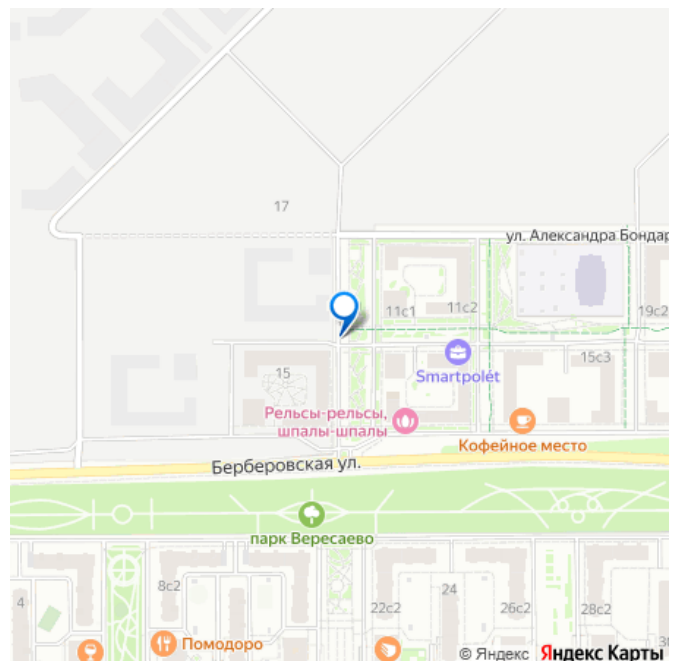 17
ул. Александра Бондар
11с1
11с2
19с2
15
Smartpolét
15с3
Рельсы-рельсы,
шпалы-шпалы
Кофейное место
Берберовская ул.
парк Вересаево
8с2
4
22с2
24
26с2
28с2
Помодоро
© Яндекс Яндекс Карты